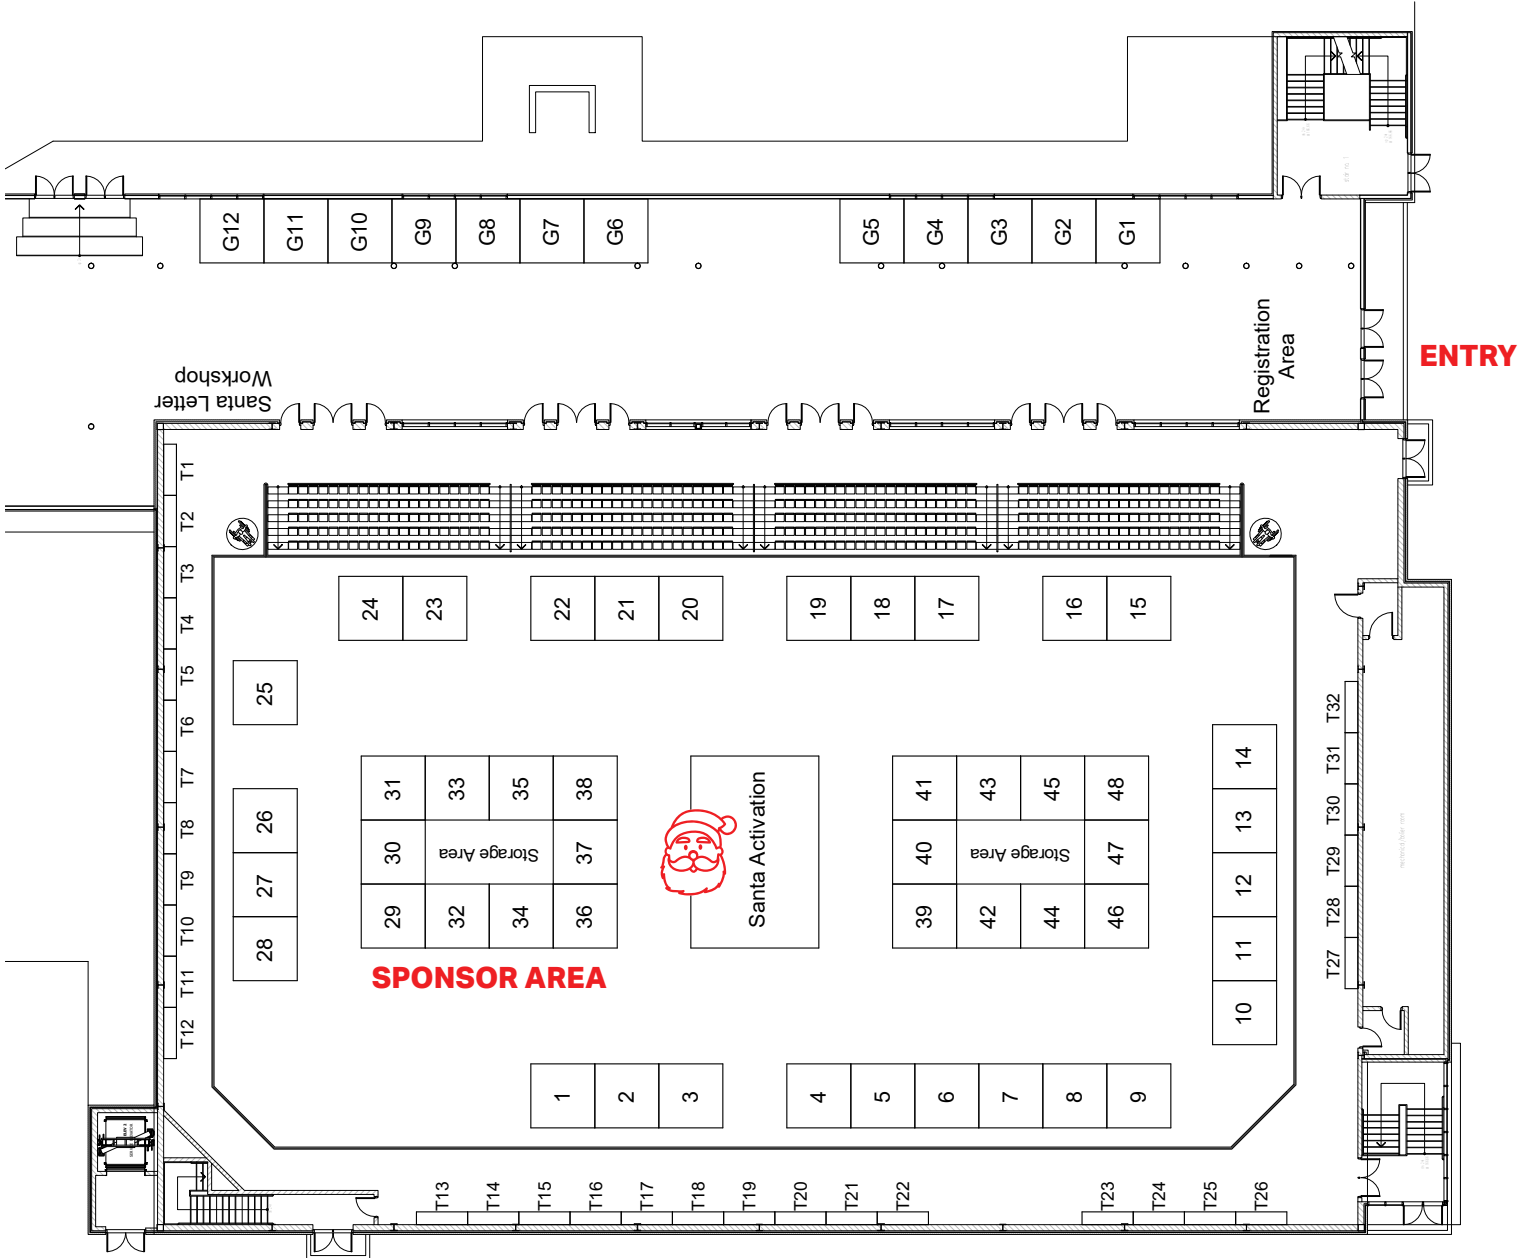 G12 G11 G10 G9 G8 G7 G6 G5 G4 G3 G2 G1
Registration
Area
ENTRY
Santa Letter
Workshop
T1
T2
T3
T4
T5
T6
T7
T8
T9
T10
T11
T12
24 23 22 21 20 19 18 17 16 15
25
26
27
28
31 33 35 38
30 Storage Area 37
29 32 34 36
SPONSOR AREA
Santa Activation
41 43 45 48
40 Storage Area 47
39 42 44 46
14
13
12
11
10
T32
T31
T30
T29
T28
T27
1 2 3 4 5 6 7 8 9
T13 T14 T15 T16 T17 T18 T19 T20 T21 T22 T23 T24 T25 T26